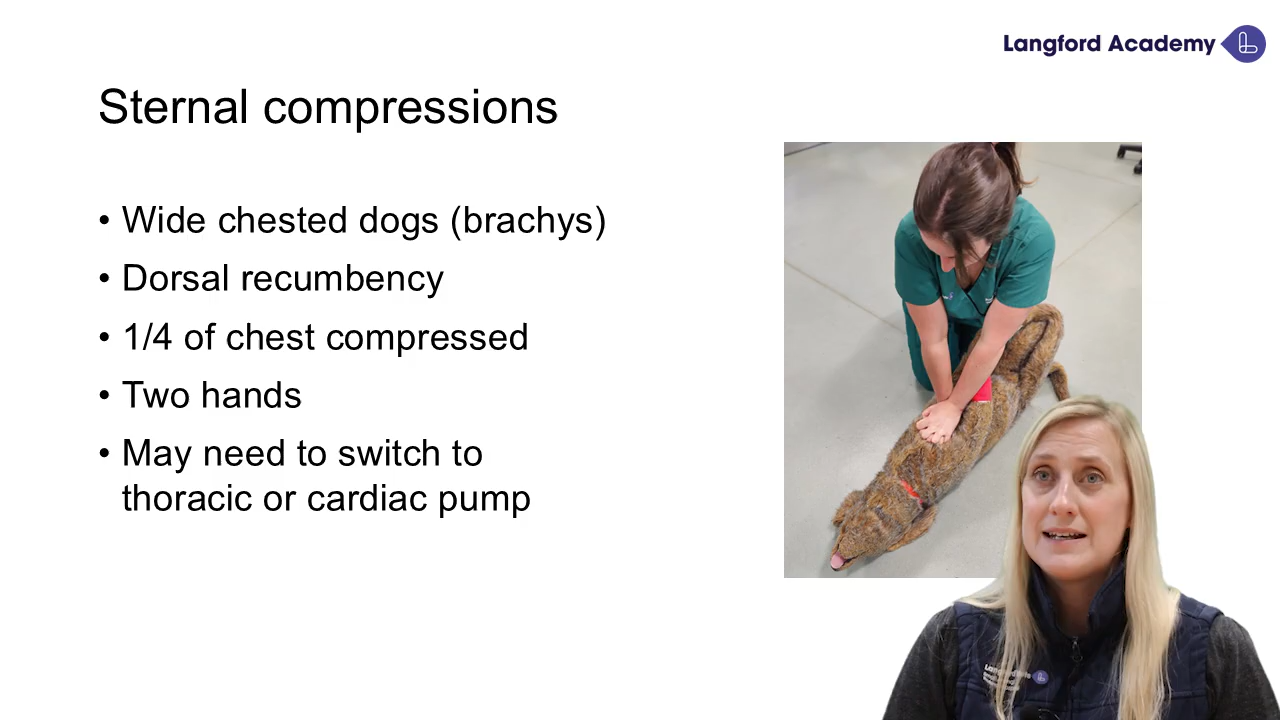 Langford Academy
Sternal compressions
• Wide chested dogs (brachys)
• Dorsal recumbency
• 1/4 of chest compressed
• Two hands
• May need to switch to
thoracic or cardiac pump